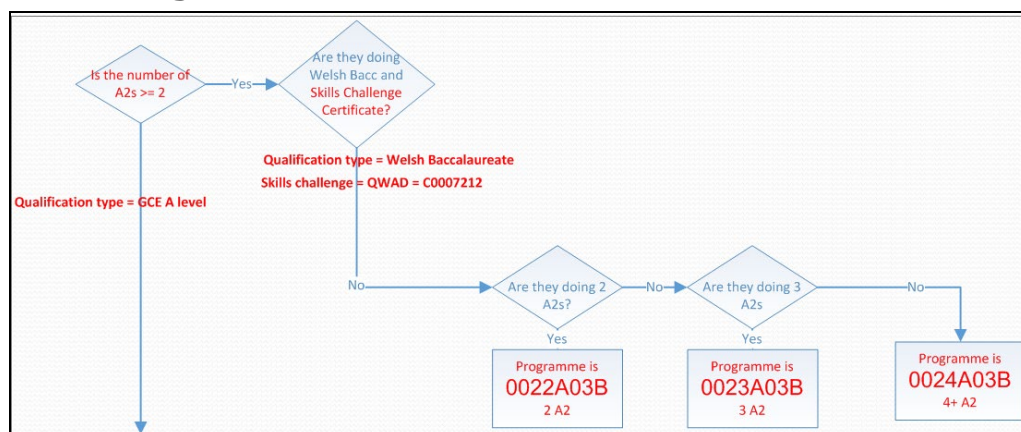 Is the number of
A2s >= 2
Yes
Are they doing
Welsh Bacc and
Skills Challenge
Certificate?
Qualification type = Welsh Baccalaureate
Skills challenge = QWAD = C0007212
Qualification type = GCE A level
No
Are they doing 2
A2s?
No
Are they doing 3
A2s
No
Yes
Yes
Programme is
0022A03B
2 A2
Programme is
0023A03B
3 A2
Programme is
0024A03B
4+ A2